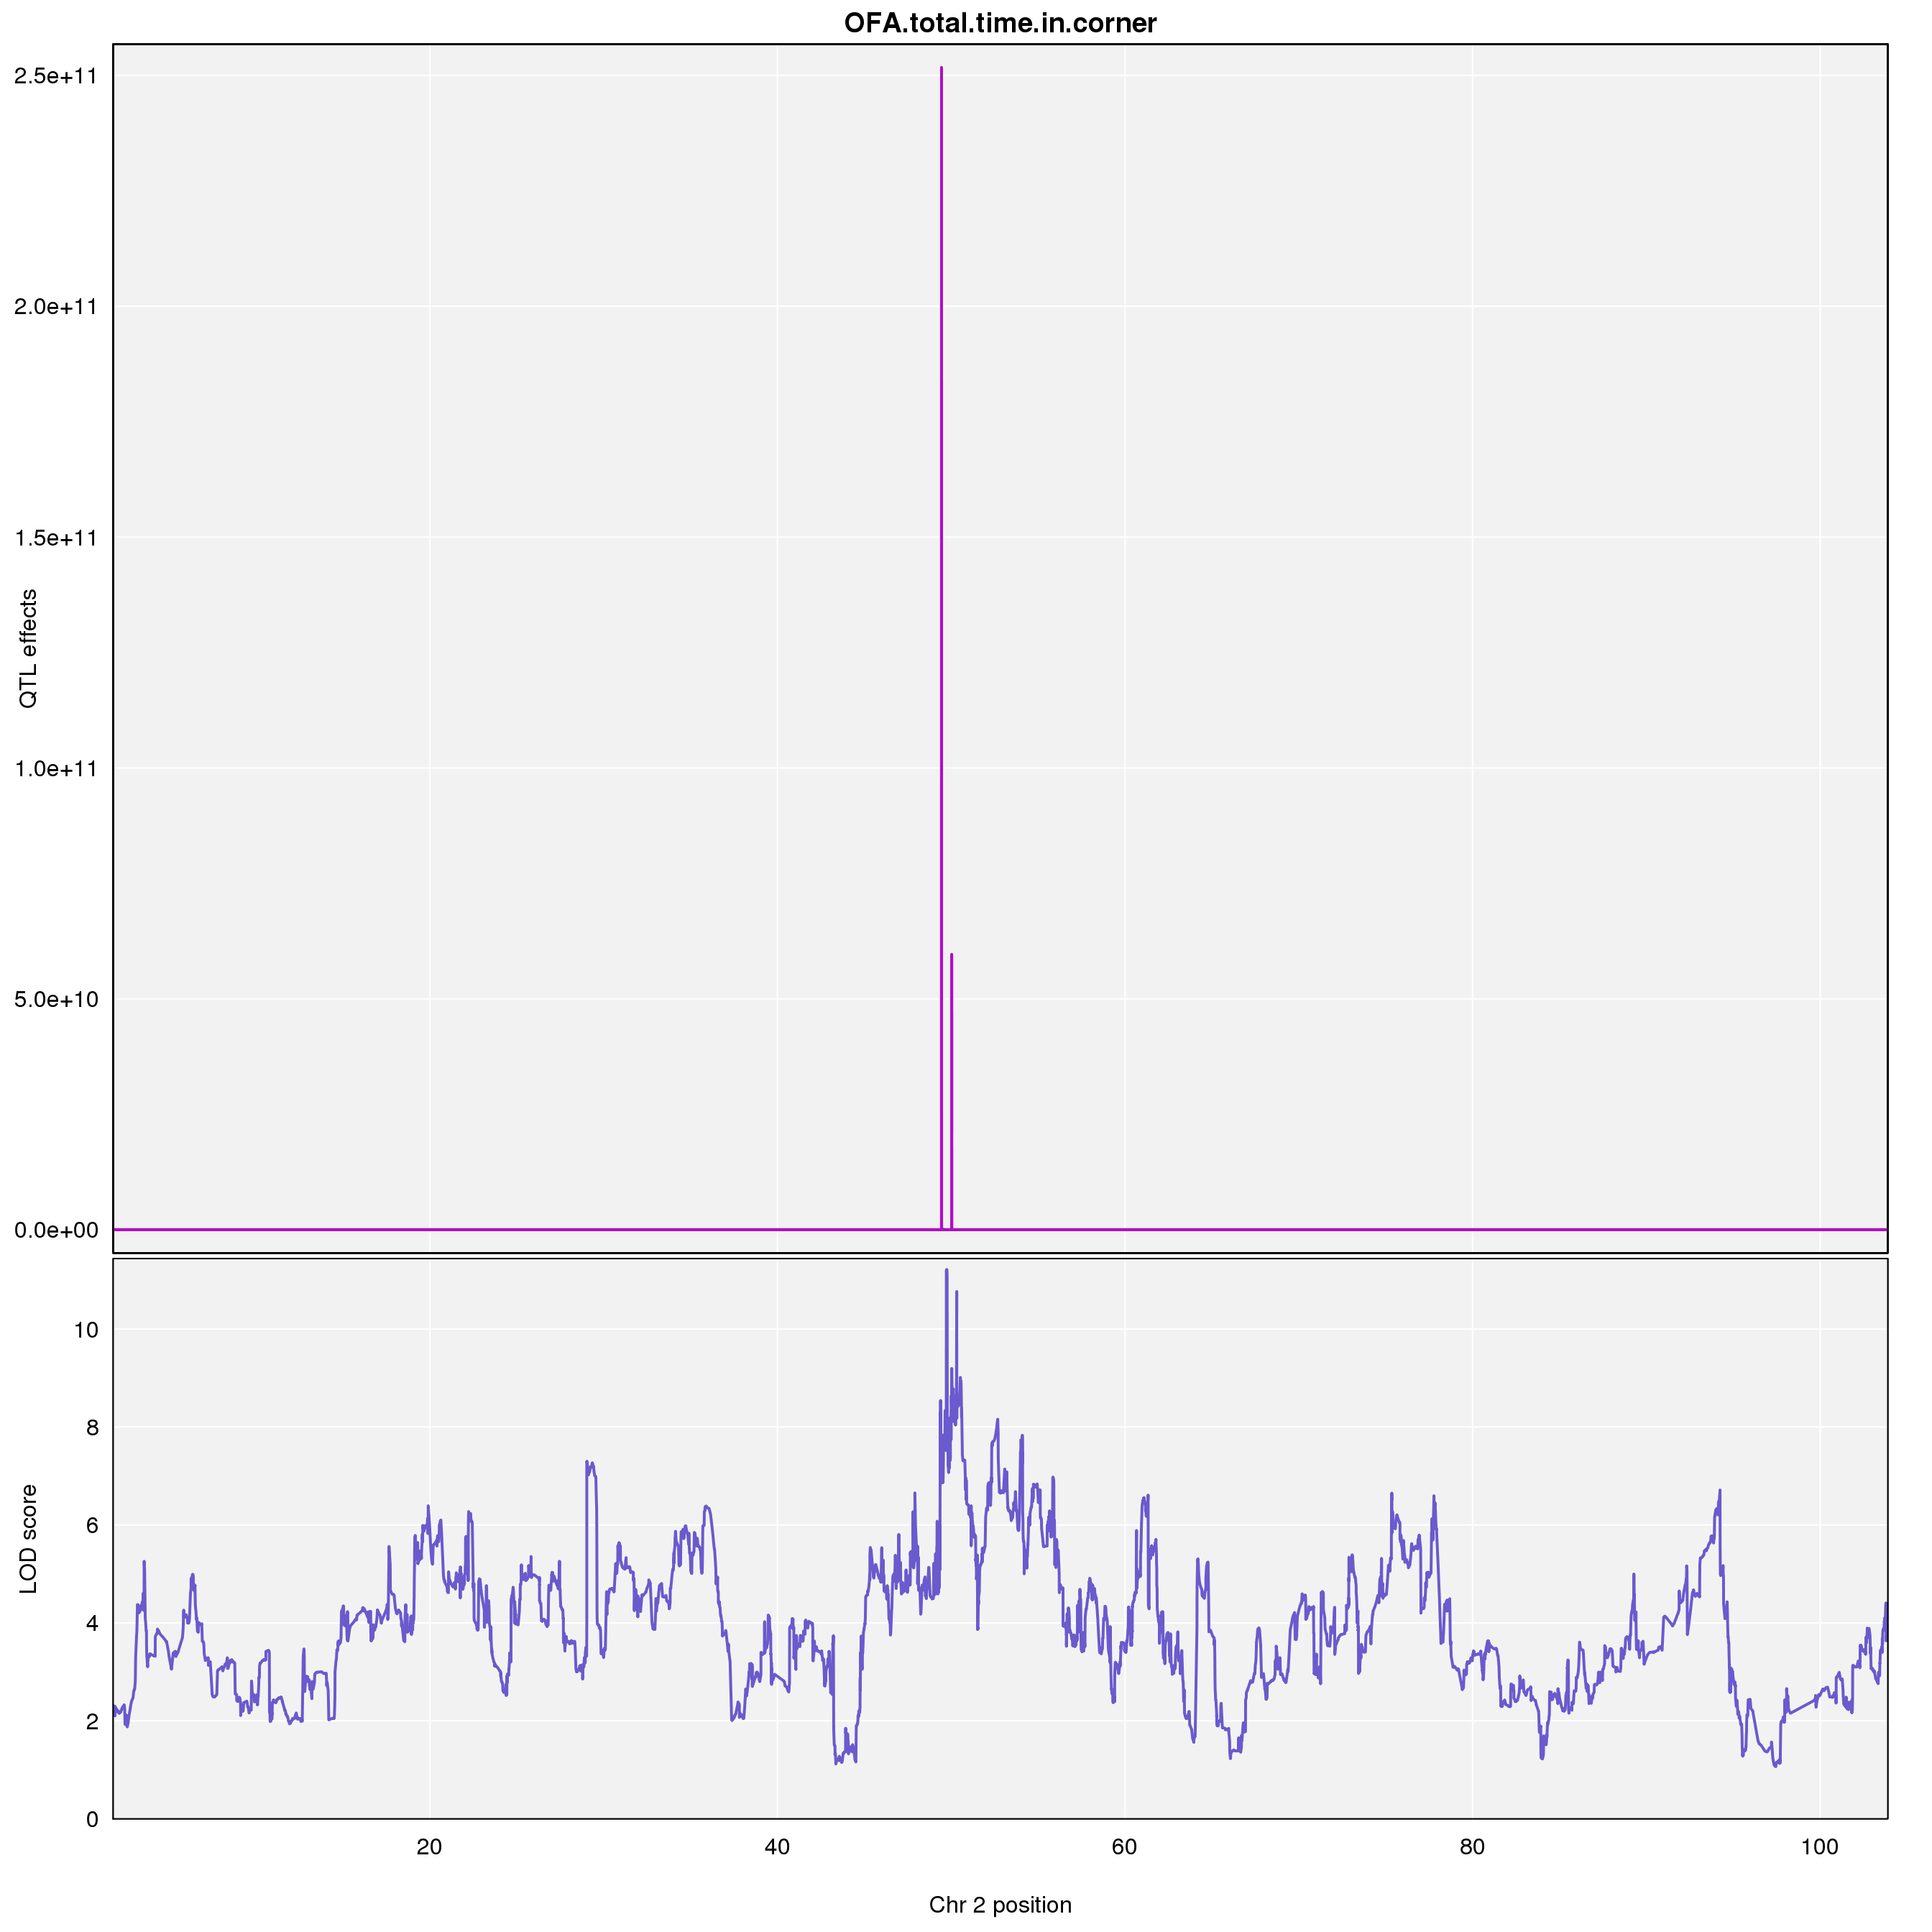 OFA.total.time.in.corner
2.5e+11
2.0e+11
1.5e+11
1.0e+11
5.0e+10
0.0e+00
QTL effects
10
8
6
4
2
0
LOD score
20 40 60 80 100
Chr 2 position